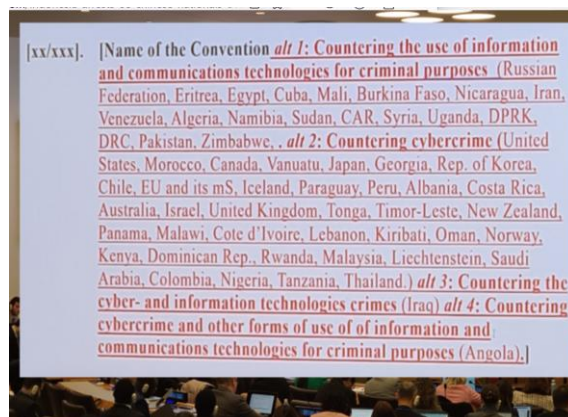 [xx/xxx]. [Name of the Convention alt 1: Countering the use of information
and communications technologies for criminal purposes (Russian
Federation, Eritrea, Egypt, Cuba, Mali, Burkina Faso, Nicaragua, Iran,
Venezuela, Algeria, Namibia, Sudan, CAR, Syria, Uganda, DPRK,
DRC, Pakistan, Zimbabwe, . alt 2: Countering cybercrime (United
States, Morocco, Canada, Vanuatu, Japan, Georgia, Rep. of Korea,
Chile, EU and its mS, Iceland, Paraguay, Peru, Albania, Costa Rica,
Australia, Israel, United Kingdom, Tonga, Timor-Leste, New Zealand,
Panama, Malawi, Cote d'Ivoire, Lebanon, Kiribati, Oman, Norway,
Kenya, Dominican Rep., Rwanda, Malaysia, Liechtenstein, Saudi
Arabia, Colombia, Nigeria, Tanzania, Thailand.) alt 3: Countering the
cyber- and information technologies crimes (Iraq) alt 4: Countering
cybercrime and other forms of use of of information and
communications technologies for criminal purposes (Angola).]